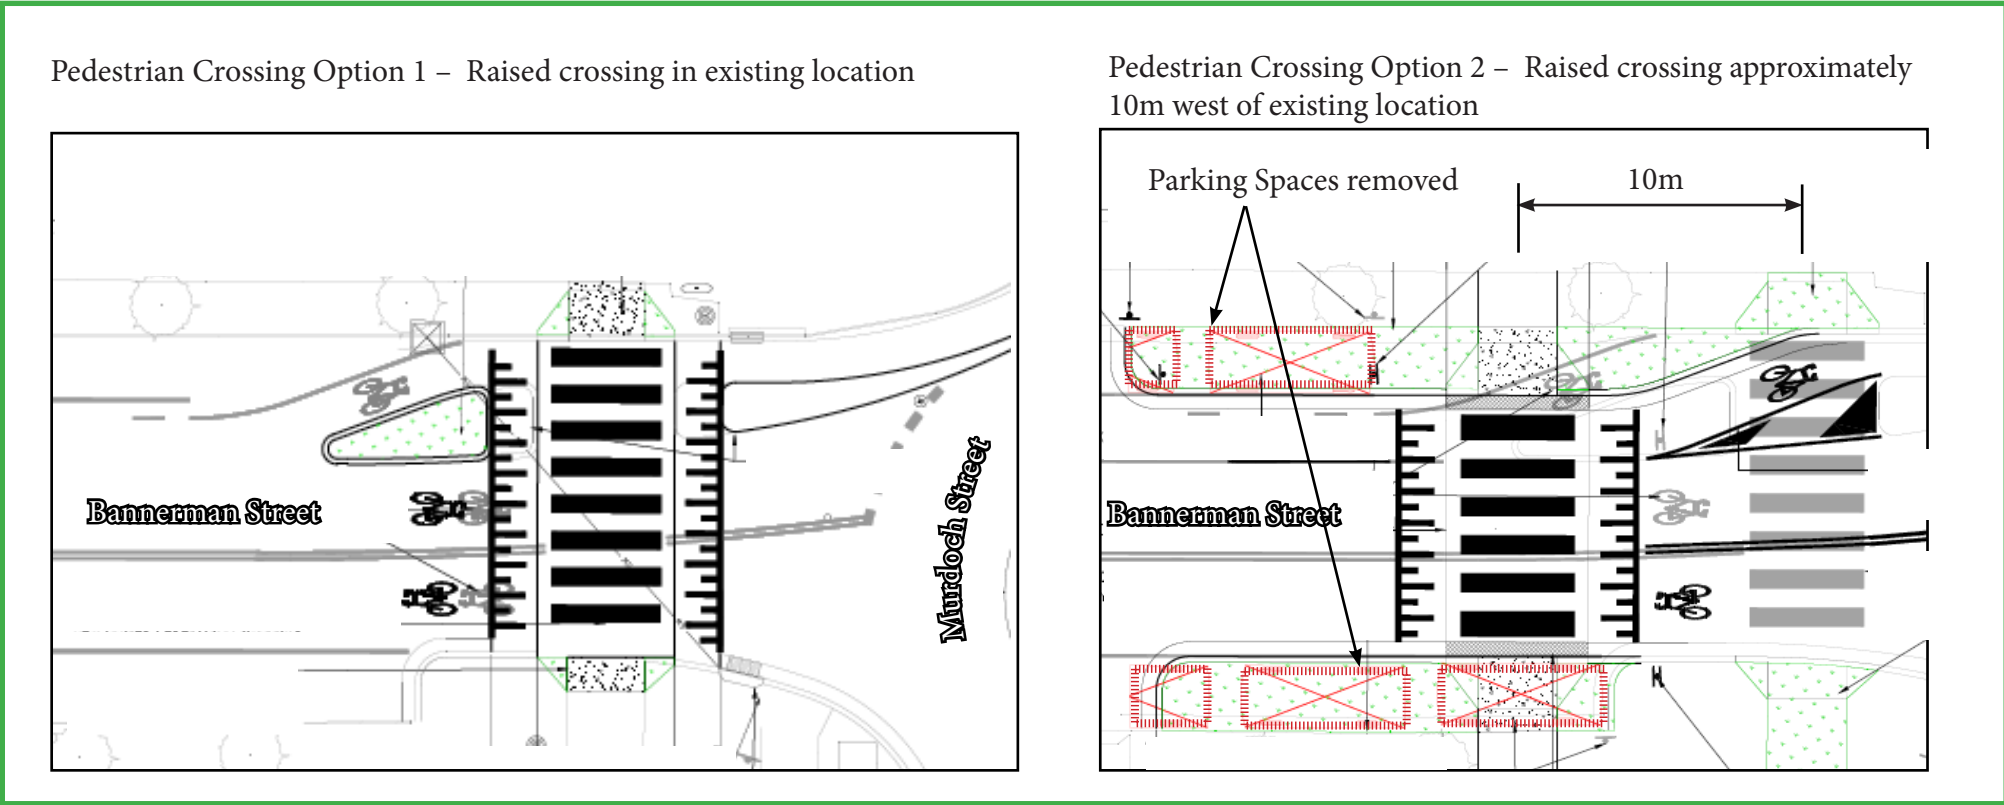 Pedestrian Crossing Option 1 – Raised crossing in existing location
Bannerman Street
Murdoch Street
Pedestrian Crossing Option 2 – Raised crossing approximately
10m west of existing location
Parking Spaces removed
10m
Bannerman Street